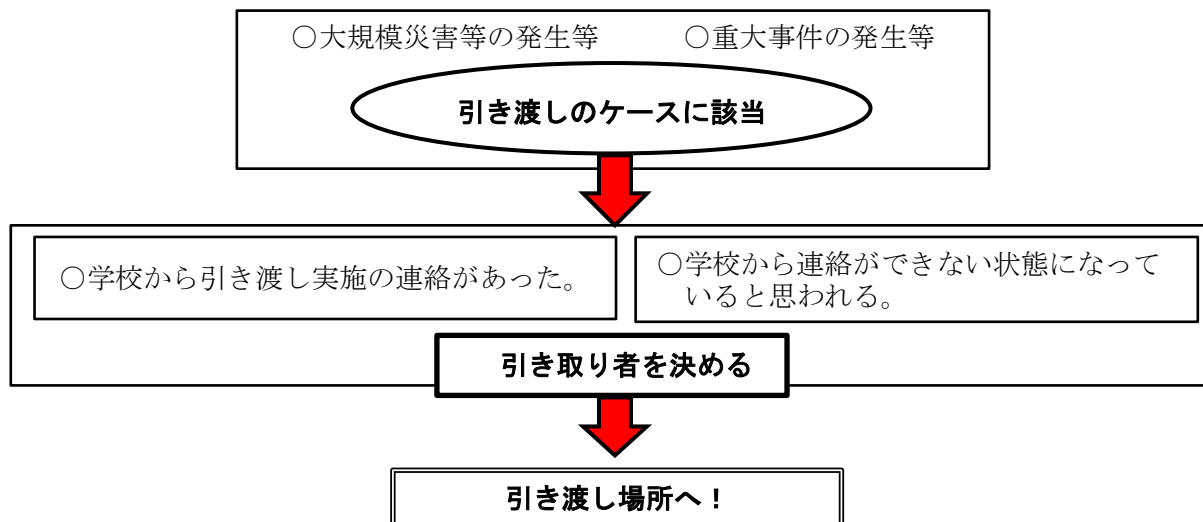 ○大規模災害等の発生等　○重大事件の発生等
引き渡しのケースに該当
○学校から引き渡し実施の連絡があった。
○学校から連絡ができない状態になって
いると思われる。
引き取り者を決める
引き渡し場所へ！